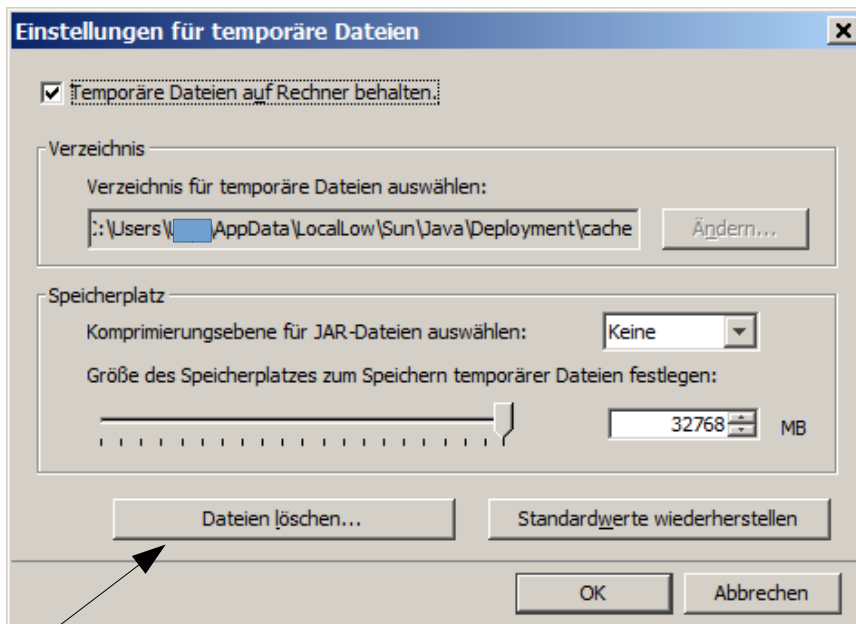 Einstellungen für temporäre Dateien
Temporäre Dateien auf Rechner behalten.
Verzeichnis
Verzeichnis für temporäre Dateien auswählen:
:\Users\ AppData\LocalLow\Sun\Java\Deployment\cache
Ändern...
Speicherplatz
Komprimierungsebene für JAR-Dateien auswählen:
Keine
Größe des Speicherplatzes zum Speichern temporärer Dateien festlegen:
32768
MB
Dateien löschen...
Standardwerte wiederherstellen
OK
Abbrechen